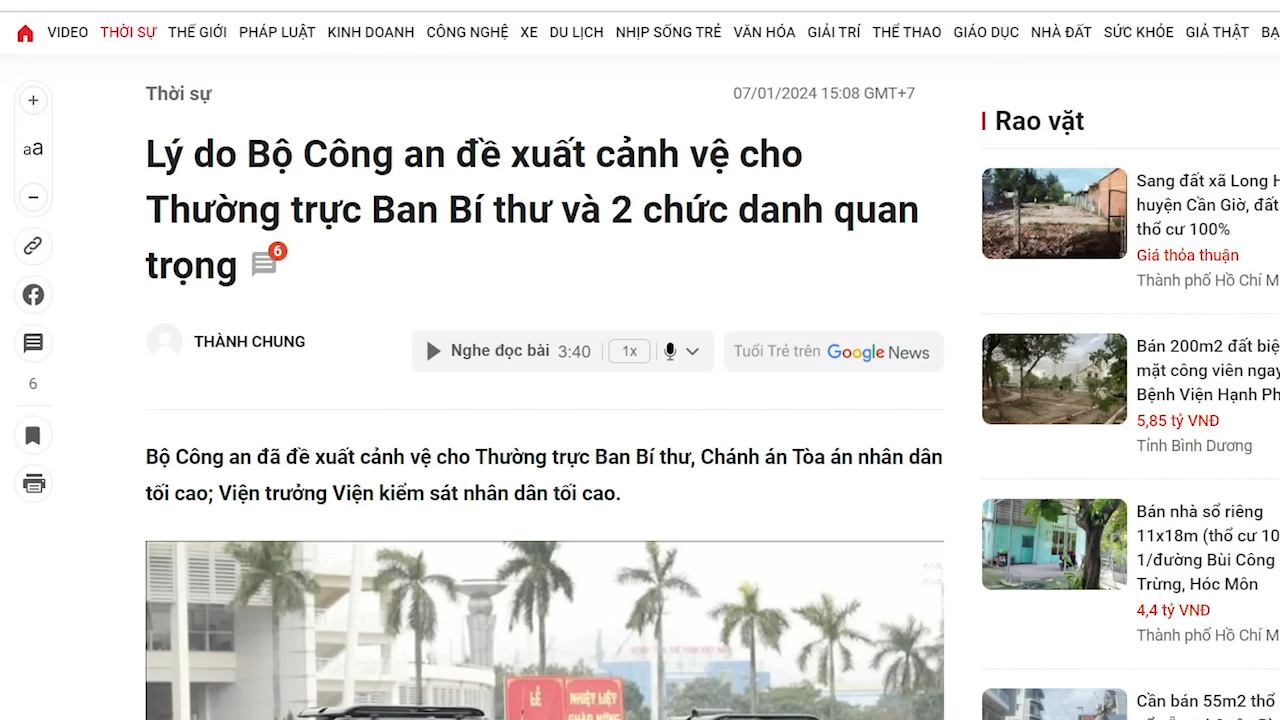 VIDEO THỜI SỰ THẾ GIỚI PHÁP LUẬT KINH DOANH CÔNG NGHỆ XE DU LỊCH NHỊP SỐNG TRẺ VĂN HÓA GIẢI TRÍ THỂ THAO GIÁO DỤC NHÀ ĐẤT SỨC KHỎE GIẢ THẬT
Thời sự
07/01/2024 15:08 GMT+7
Lý do Bộ Công an đề xuất cảnh vệ cho
Thường trực Ban Bí thư và 2 chức danh quan
trọng 6
THÀNH CHUNG
Nghe đọc bài 3:40 1x
Tuổi Trẻ trên Google News
Bộ Công an đã đề xuất cảnh vệ cho Thường trực Ban Bí thư, Chánh án Tòa án nhân dân
tối cao; Viện trưởng Viện kiểm sát nhân dân tối cao.
LỄ NHIỆT LIỆT
CHÀO MỪNG
+
aA
−
6
Rao vặt
Sang đất xã Long H
huyện Cần Giờ, đất
thổ cư 100%
Giá thỏa thuận
Thành phố Hồ Chí M
Bán 200m2 đất biệ
mặt công viên ngay
Bệnh Viện Hạnh Ph
5,85 tỷ VNĐ
Tỉnh Bình Dương
Bán nhà sổ riêng
11x18m (thổ cư 10
1/đường Bùi Công
Trừng, Hóc Môn
4,4 tỷ VNĐ
Thành phố Hồ Chí M
Cần bán 55m2 thổ